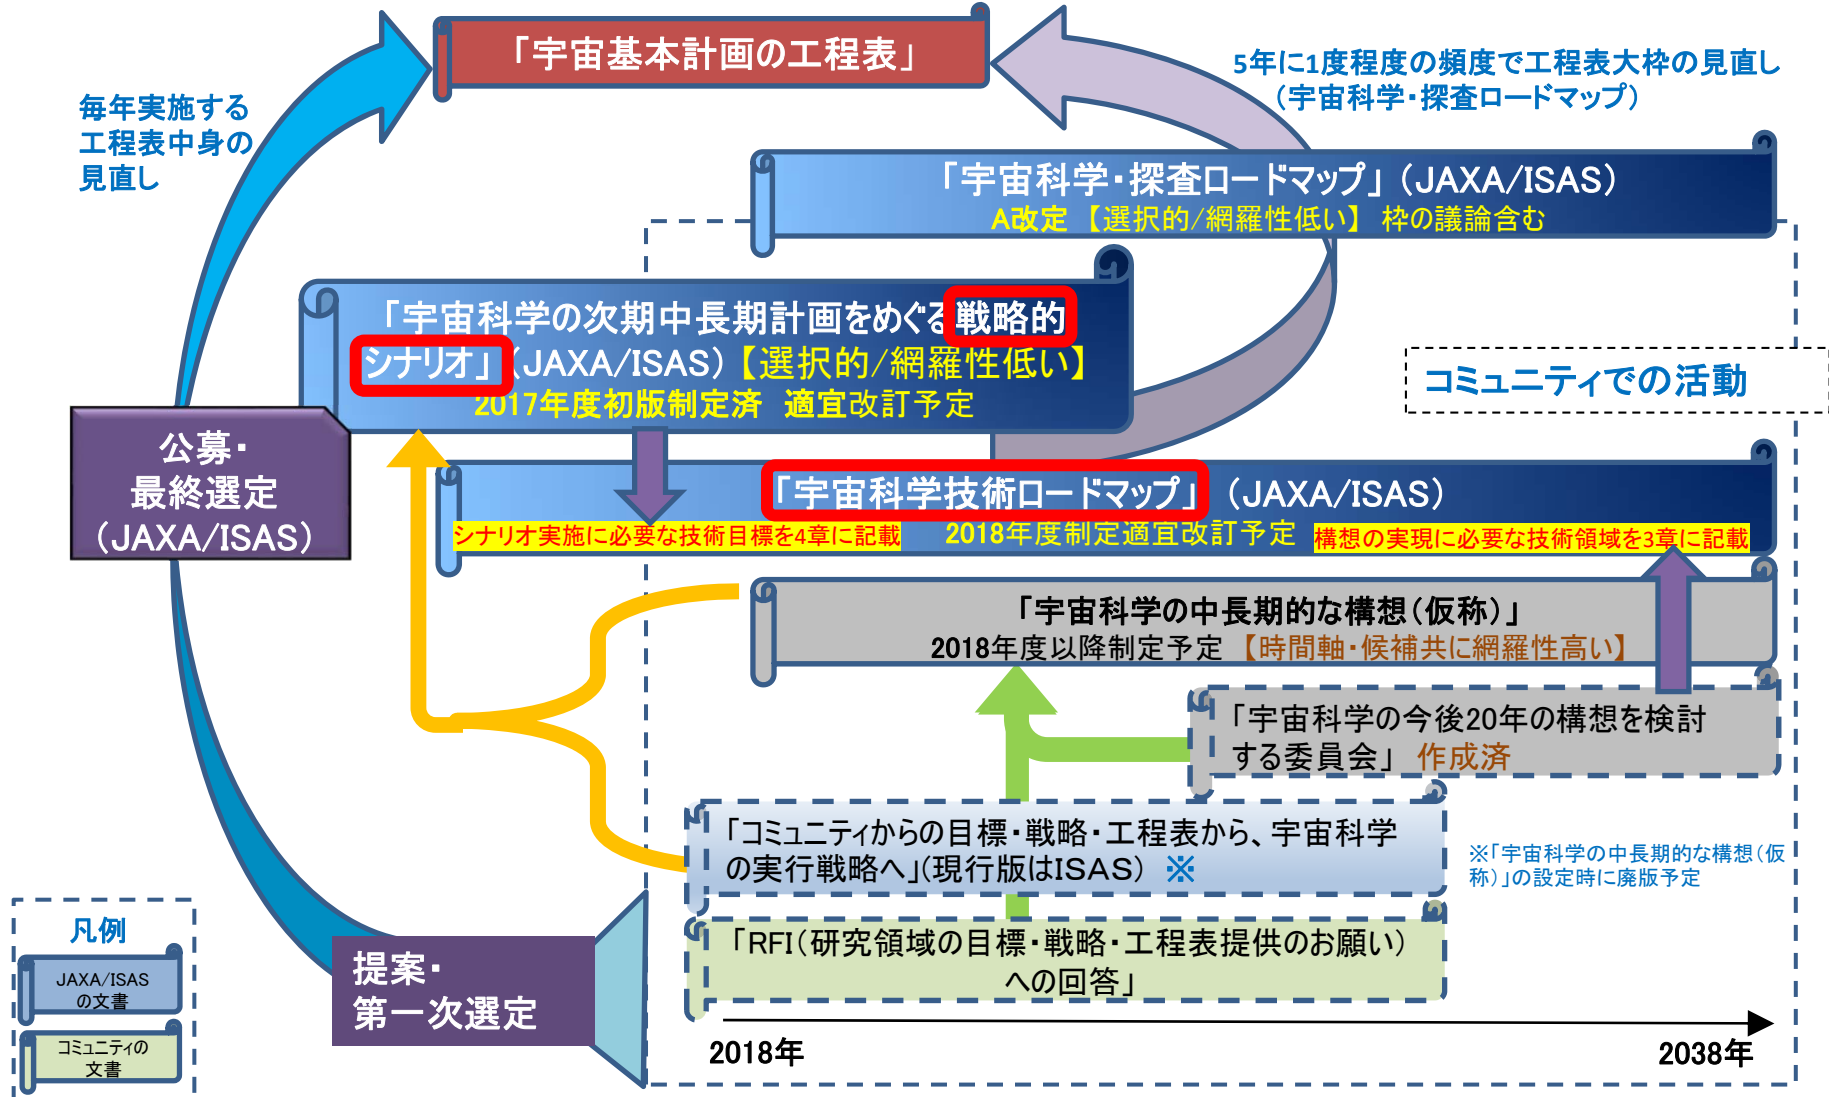 「宇宙基本計画の工程表」
5年に1度程度の頻度で工程表大枠の見直し
（宇宙科学・探査ロードマップ）
毎年実施する
工程表中身の
見直し
「宇宙科学・探査ロードマップ」（JAXA/ISAS）
A改定【選択的/網羅性低い】 枠の議論含む
「宇宙科学の次期中長期計画をめぐる戦略的
シナリオ」（JAXA/ISAS）【選択的/網羅性低い】
2017年度初版制定済 適宜改訂予定
コミュニティでの活動
公募・
最終選定
（JAXA/ISAS）
「宇宙科学技術ロードマップ」（JAXA/ISAS）
シナリオ実施に必要な技術目標を4章に記載
2018年度制定適宜改訂予定
構想の実現に必要な技術領域を3章に記載
「宇宙科学の中長期的な構想（仮称）」
2018年度以降制定予定 【時間軸・候補共に網羅性高い】
「宇宙科学の今後20年の構想を検討
する委員会」 作成済
「コミュニティからの目標・戦略・工程表から、宇宙科学
の実行戦略へ」（現行版はISAS） ※
※「宇宙科学の中長期的な構想（仮
称）」の設定時に廃版予定
「RFI（研究領域の目標・戦略・工程表提供のお願い）
への回答」
提案・
第一次選定
2018年
2038年
凡例
JAXA/ISAS
の文書
コミュニティの
文書